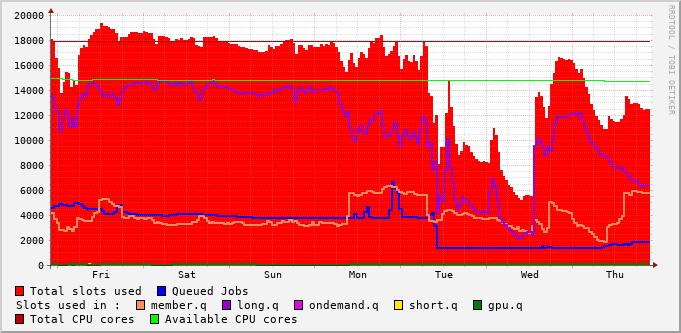 20000
18000
16000
14000
12000
10000
8000
6000
4000
2000
0
Fri Sat Sun Mon Tue Wed Thu
RRDTOOL / TOBI OETIKER
Total slots used Queued Jobs
Slots used in : member.q long.q ondemand.q short.q gpu.q
Total CPU cores Available CPU cores